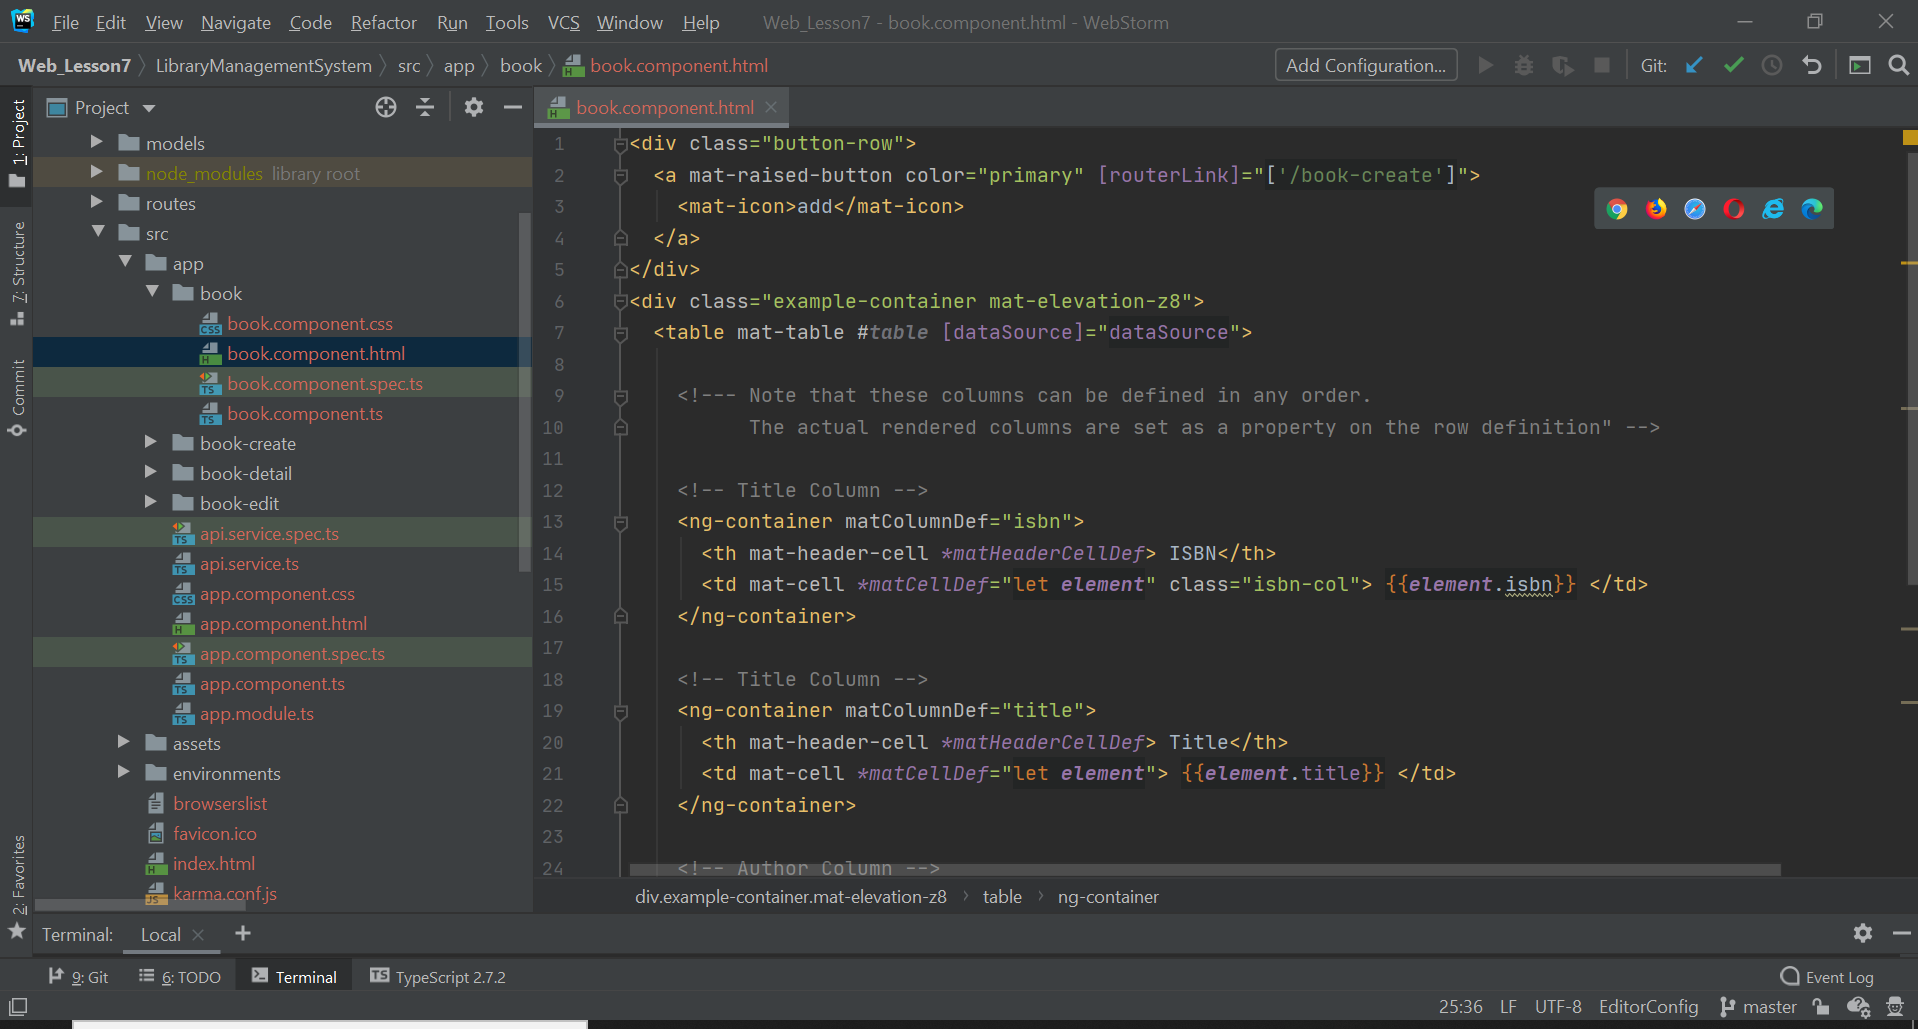 WS File Edit View Navigate Code Refactor Run Tools VCS Window Help Web_Lesson7 - book.component.html - WebStorm
Web_Lesson7 LibraryManagementSystem src app book book.component.html Add Configuration... Git:
Project
book.component.html
1: Project
7: Structure
Commit
2: Favorites
models
node_modules library root
routes
src
app
book
book.component.css
book.component.html
book.component.spec.ts
book.component.ts
book-create
book-detail
book-edit
api.service.spec.ts
api.service.ts
app.component.css
app.component.html
app.component.spec.ts
app.component.ts
app.module.ts
assets
environments
browserslist
favicon.ico
index.html
karma.conf.js
1 <div class="button-row">
2 <a mat-raised-button color="primary" [routerLink]="['/book-create']">
3 <mat-icon>add</mat-icon>
4 </a>
5 </div>
6 <div class="example-container mat-elevation-z8">
7 <table mat-table #table [dataSource]="dataSource">
8
9 <!--- Note that these columns can be defined in any order.
10 The actual rendered columns are set as a property on the row definition" -->
11
12 <!-- Title Column -->
13 <ng-container matColumnDef="isbn">
14 <th mat-header-cell *matHeaderCellDef> ISBN</th>
15 <td mat-cell *matCellDef="let element" class="isbn-col"> {{element.isbn}} </td>
16 </ng-container>
17
18 <!-- Title Column -->
19 <ng-container matColumnDef="title">
20 <th mat-header-cell *matHeaderCellDef> Title</th>
21 <td mat-cell *matCellDef="let element"> {{element.title}} </td>
22 </ng-container>
23
24 <!-- Author Column -->
div.example-container.mat-elevation-z8 table ng-container
Terminal: Local
9: Git 6: TODO Terminal TypeScript 2.7.2 Event Log
25:36 LF UTF-8 EditorConfig master